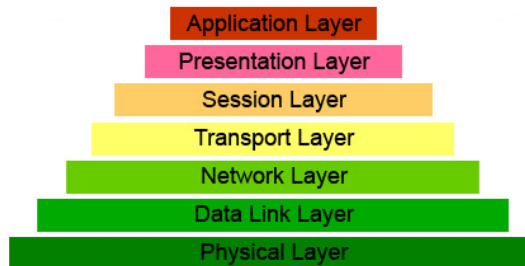 Application Layer
Presentation Layer
Session Layer
Transport Layer
Network Layer
Data Link Layer
Physical Layer